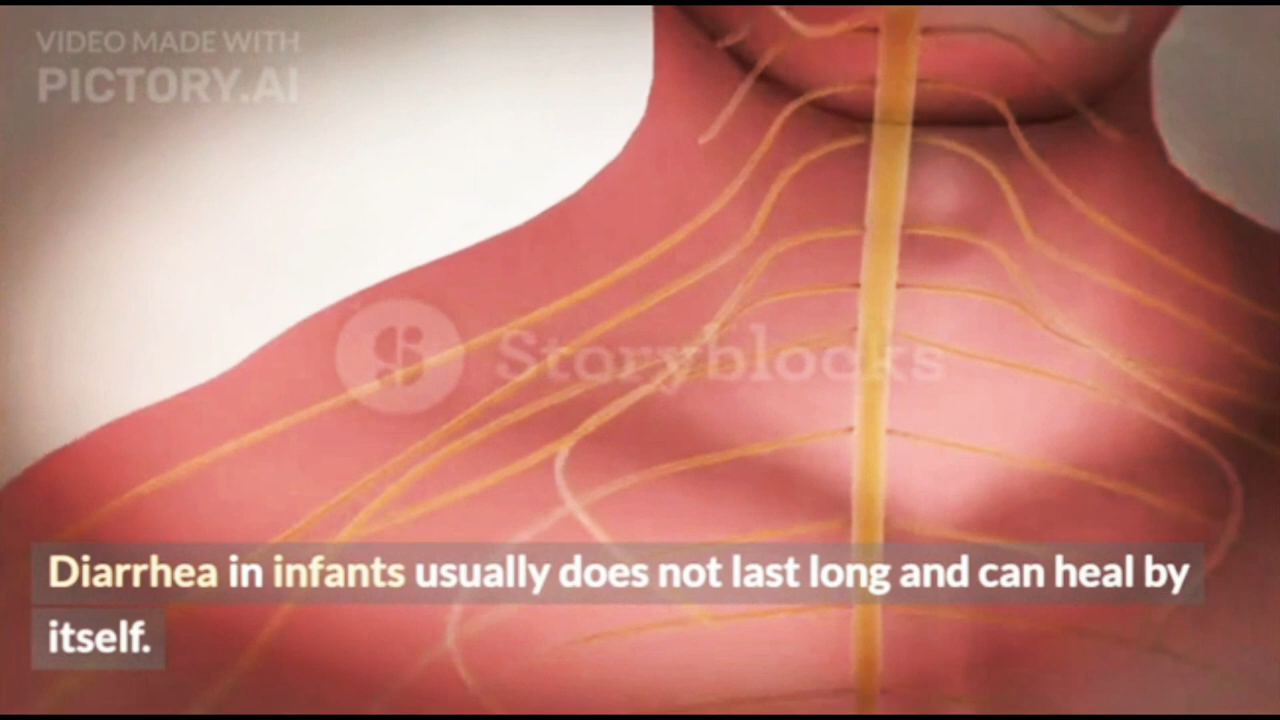 VIDEO MADE WITH
PICTORY.AI
Storyblocks
Diarrhea in infants usually does not last long and can heal by
itself.